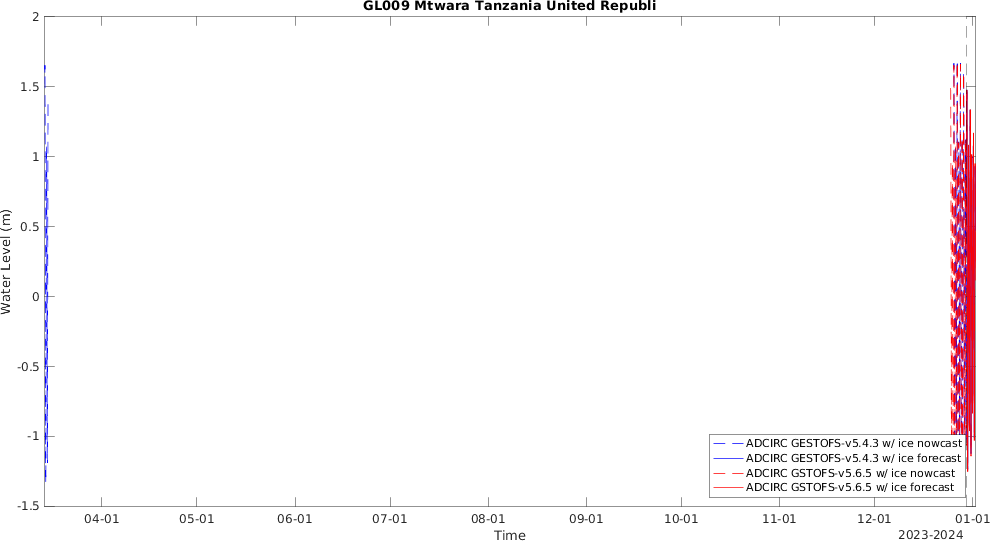 GL009 Mtwara Tanzania United Republi
2
1.5
1
0.5
0
-0.5
-1
-1.5
Water Level (m)
ADCIRC GESTOFS-v5.4.3 w/ ice nowcast
ADCIRC GESTOFS-v5.4.3 w/ ice forecast
ADCIRC GSTOFS-v5.6.5 w/ ice nowcast
ADCIRC GSTOFS-v5.6.5 w/ ice forecast
04-01 05-01 06-01 07-01 08-01 09-01 10-01 11-01 12-01 01-01
Time
2023-2024